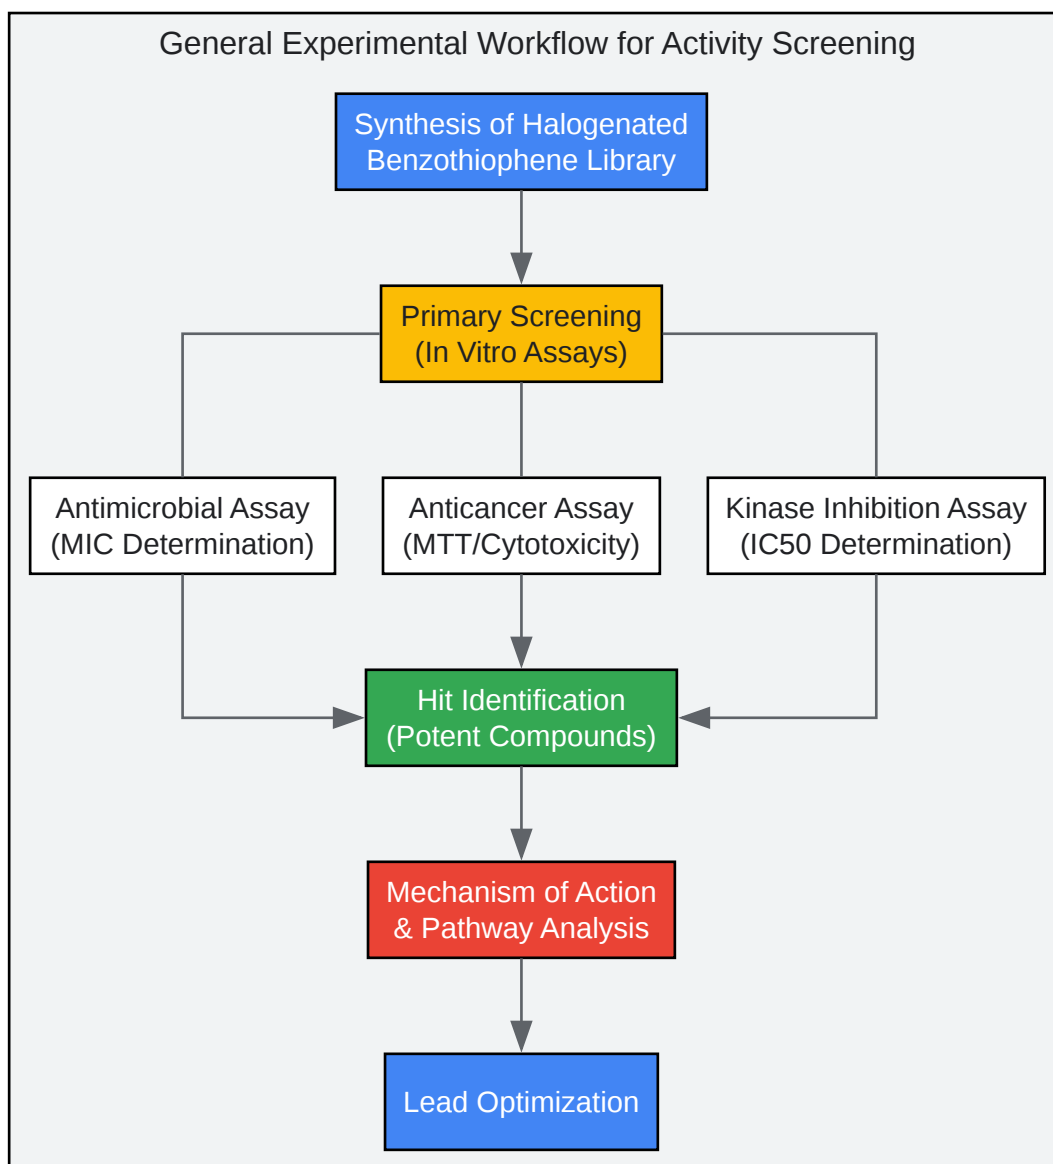 General Experimental Workflow for Activity Screening
Synthesis of Halogenated
Benzothiophene Library
Primary Screening
(In Vitro Assays)
Antimicrobial Assay
(MIC Determination)
Anticancer Assay
(MTT/Cytotoxicity)
Kinase Inhibition Assay
(IC50 Determination)
Hit Identification
(Potent Compounds)
Mechanism of Action
& Pathway Analysis
Lead Optimization